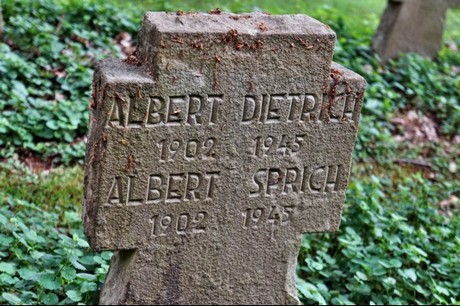 ALBERT DIETRICH
1902 1945
ALBERT SPRICH
1902 1945